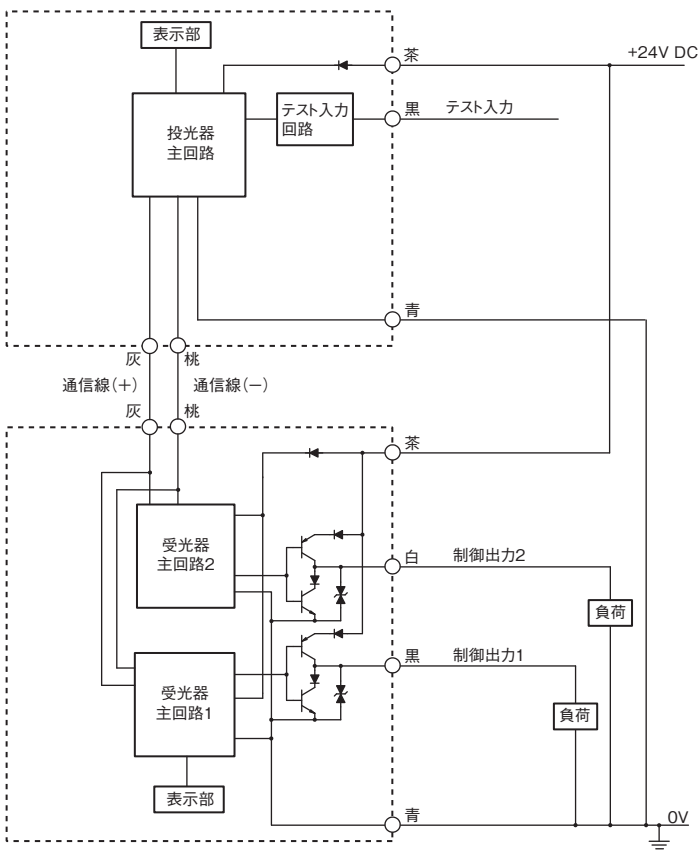 表示部
茶
+24V DC
投光器
主回路
テスト入力
回路
黒
テスト入力
青
灰
桃
通信線(+)
通信線(−)
灰
桃
茶
受光器
主回路2
白
制御出力2
負荷
受光器
主回路1
黒
制御出力1
負荷
表示部
青
0V